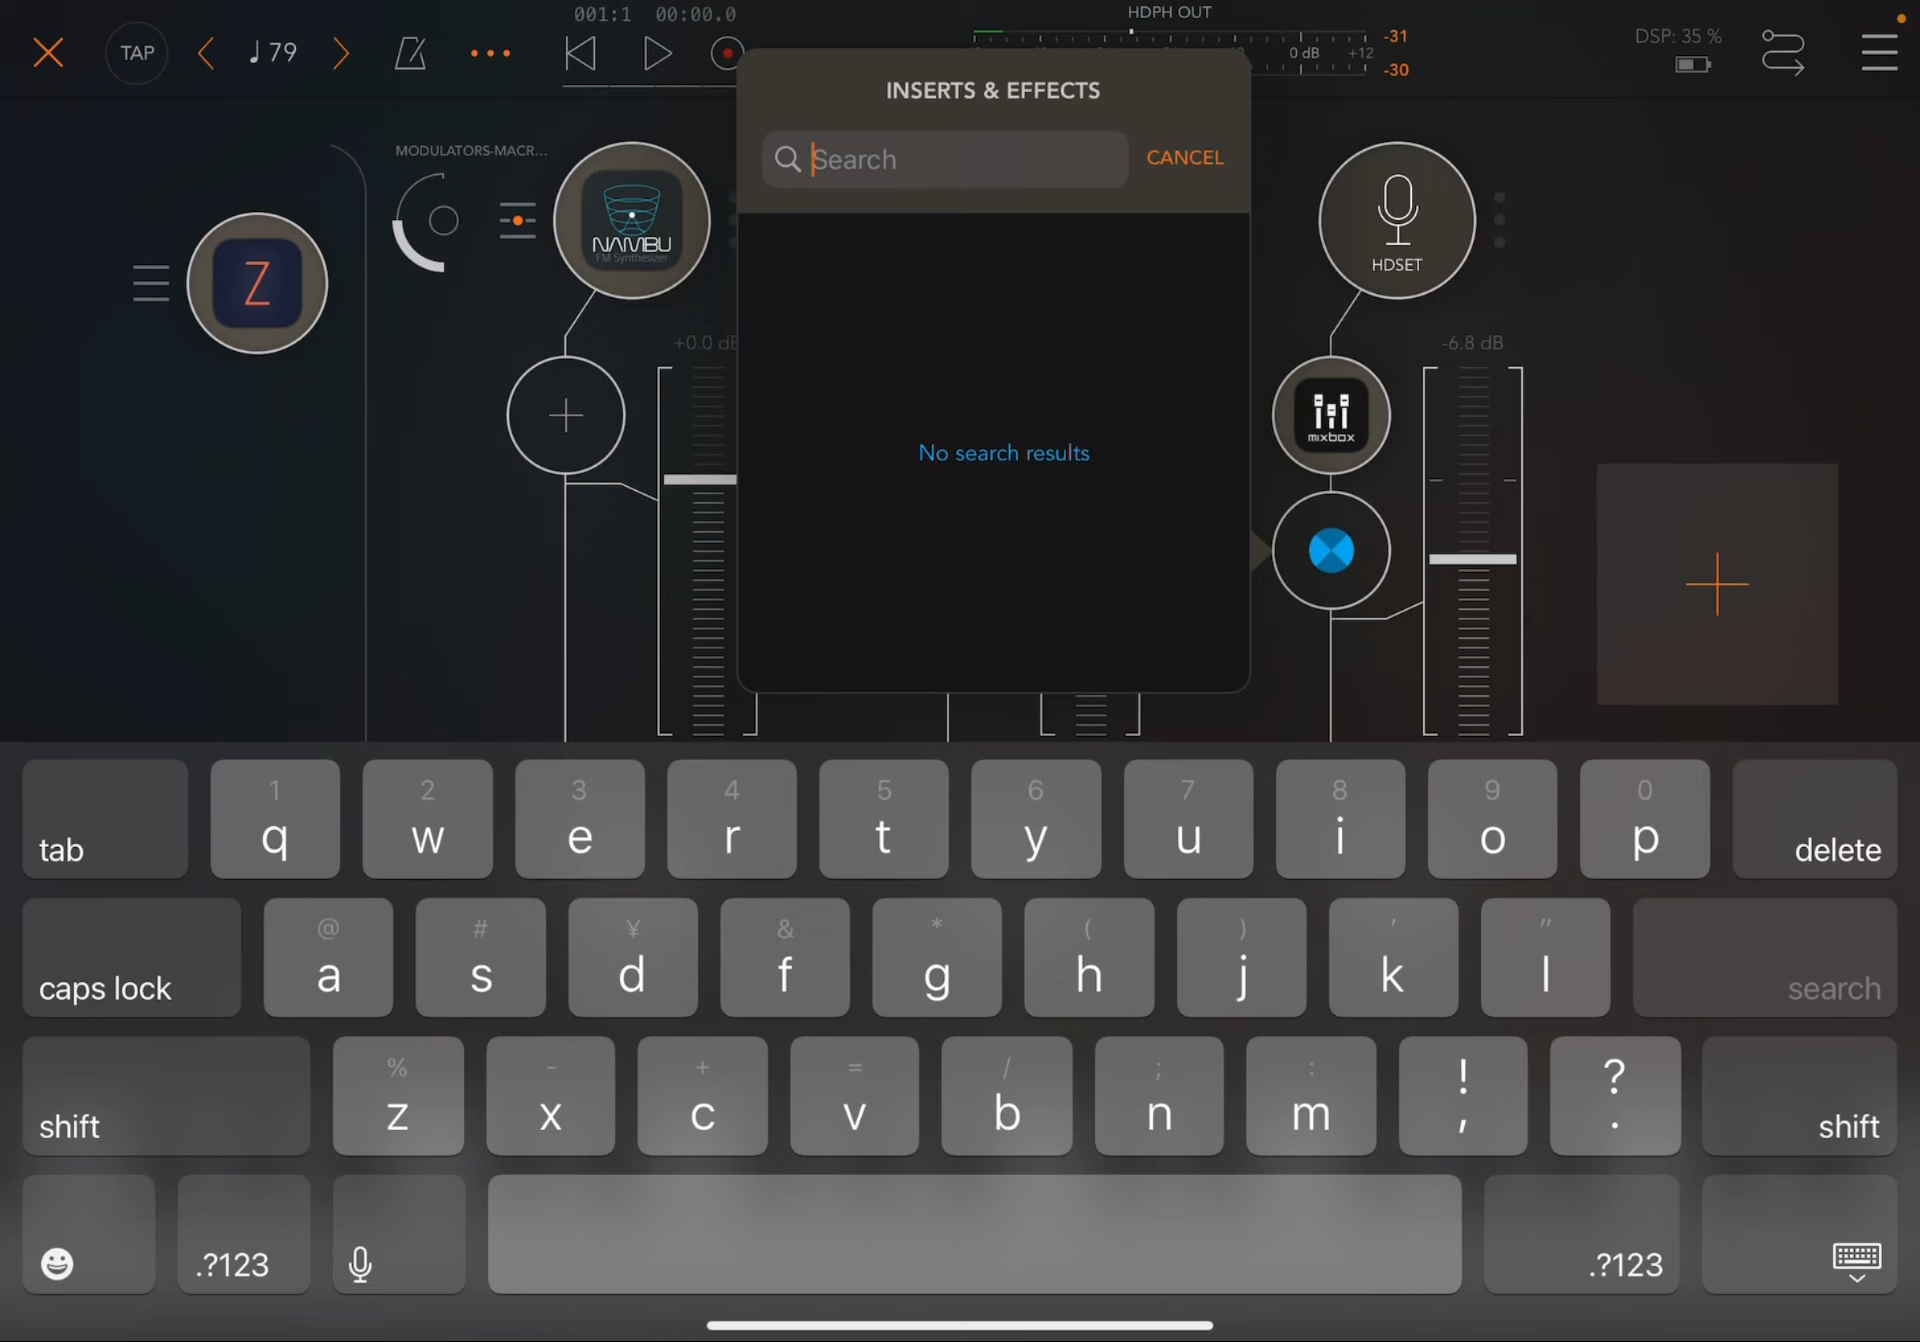 001:1 00:00.0
HDPH OUT
TAP
79
0 dB +12
-31
-30
DSP: 35 %
INSERTS & EFFECTS
Search
CANCEL
MODULATORS-MACR...
Z
NAMBU
FM Synthesizer
HDSET
+0.0 dB
-6.8 dB
mixbox
No search results
tab
1 2 3 4 5 6 7 8 9 0
q w e r t y u i o p
delete
@ # ¥ & * ( ) ' "
caps lock
a s d f g h j k l
search
% - + = / ; : ! ?
shift
z x c v b n m , .
shift
.?123
.?123